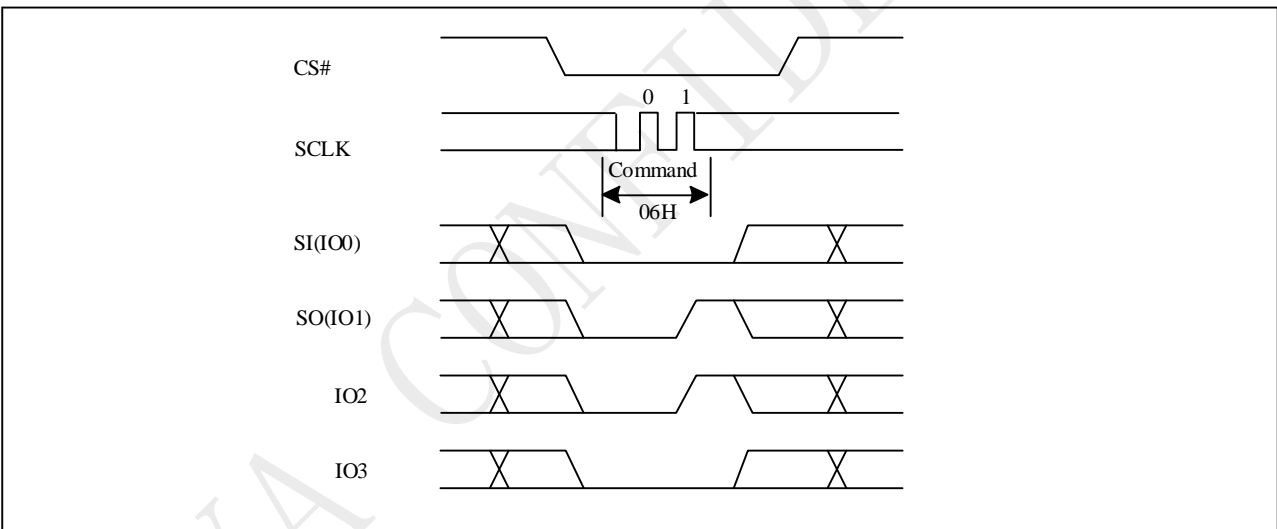 CS#
0 1
SCLK
Command
06H
SI(IO0)
SO(IO1)
IO2
IO3